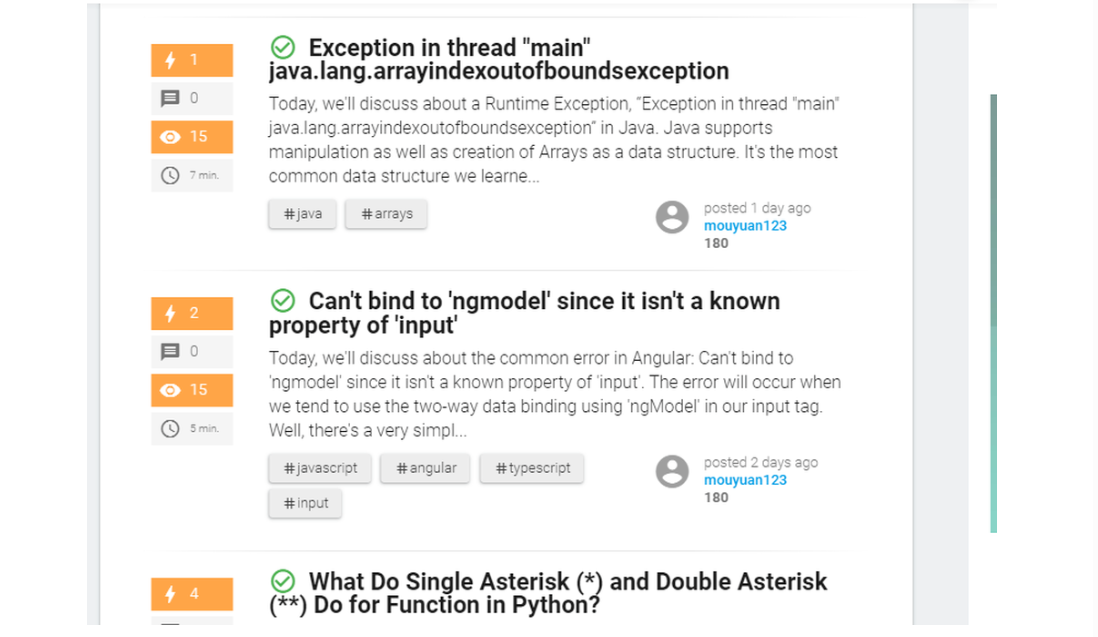 1
0
15
7 min.
Exception in thread "main"
java.lang.arrayindexoutofboundsexception
Today, we'll discuss about a Runtime Exception, “Exception in thread "main"
java.lang.arrayindexoutofboundsexception” in Java. Java supports
manipulation as well as creation of Arrays as a data structure. It's the most
common data structure we learne...
#java #arrays
posted 1 day ago
mouyuan123
180
2
0
15
5 min.
Can't bind to 'ngmodel' since it isn't a known
property of 'input'
Today, we'll discuss about the common error in Angular: Can't bind to
'ngmodel' since it isn't a known property of 'input'. The error will occur when
we tend to use the two-way data binding using 'ngModel' in our input tag.
Well, there's a very simpl...
#javascript #angular #typescript
#input
posted 2 days ago
mouyuan123
180
4
What Do Single Asterisk (*) and Double Asterisk
(**) Do for Function in Python?